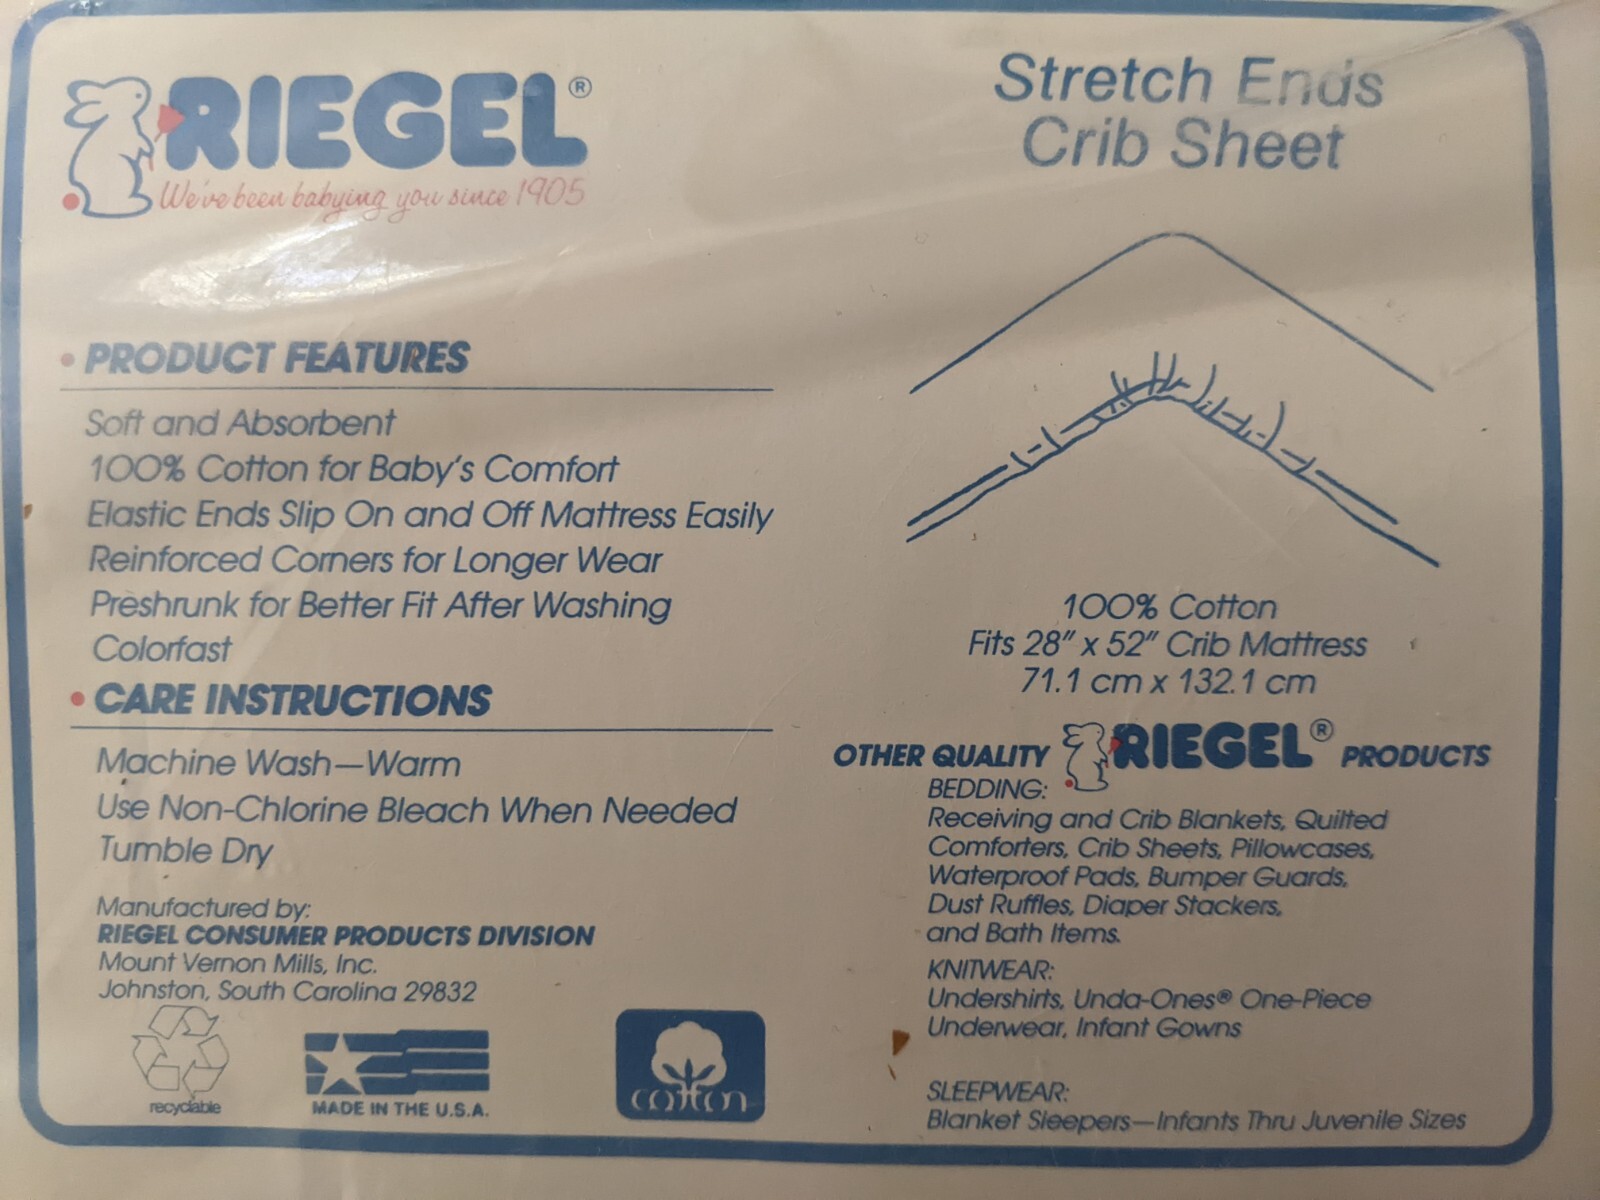 RIEGEL®
We've been babying you since 1905
Stretch Ends
Crib Sheet
• PRODUCT FEATURES
Soft and Absorbent
100% Cotton for Baby's Comfort
Elastic Ends Slip On and Off Mattress Easily
Reinforced Corners for Longer Wear
Preshrunk for Better Fit After Washing
Colorfast
• CARE INSTRUCTIONS
Machine Wash—Warm
Use Non-Chlorine Bleach When Needed
Tumble Dry
Manufactured by:
RIEGEL CONSUMER PRODUCTS DIVISION
Mount Vernon Mills, Inc.
Johnston, South Carolina 29832
recyclable
MADE IN THE U.S.A.
cotton
100% Cotton
Fits 28" x 52" Crib Mattress
71.1 cm x 132.1 cm
OTHER QUALITY RIEGEL® PRODUCTS
BEDDING:
Receiving and Crib Blankets, Quilted
Comforters, Crib Sheets, Pillowcases,
Waterproof Pads, Bumper Guards,
Dust Ruffles, Diaper Stackers,
and Bath Items.
KNITWEAR:
Undershirts, Unda-Ones® One-Piece
Underwear, Infant Gowns
SLEEPWEAR:
Blanket Sleepers—Infants Thru Juvenile Sizes